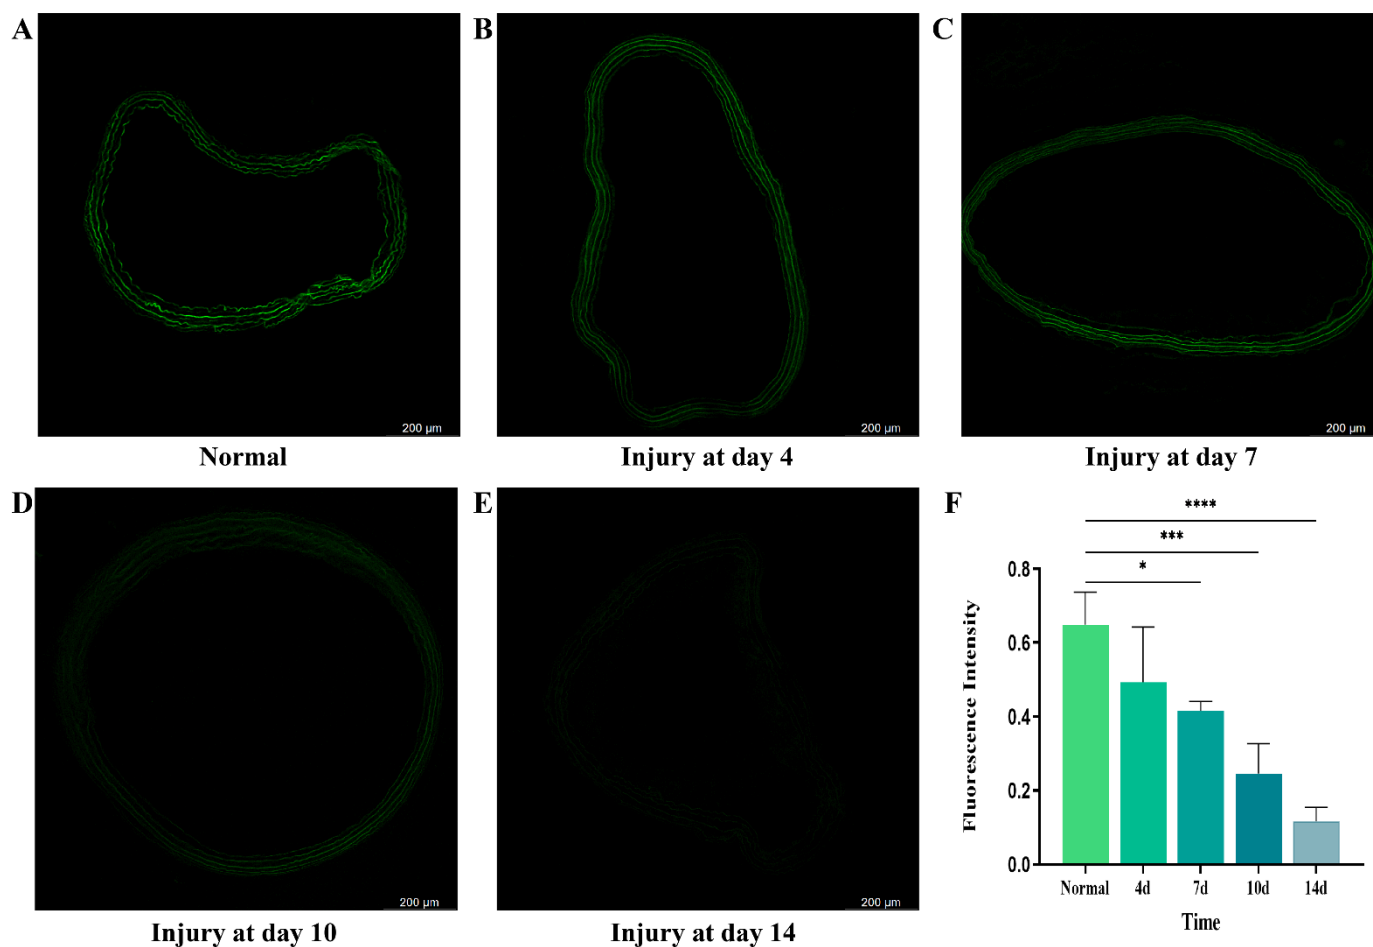 A
200 µm
Normal
B
200 µm
Injury at day 4
C
200 µm
Injury at day 7
D
200 µm
Injury at day 10
E
200 µm
Injury at day 14
F
****
***
*
Fluorescence Intensity
0.8
0.6
0.4
0.2
0.0
Normal 4d 7d 10d 14d
Time